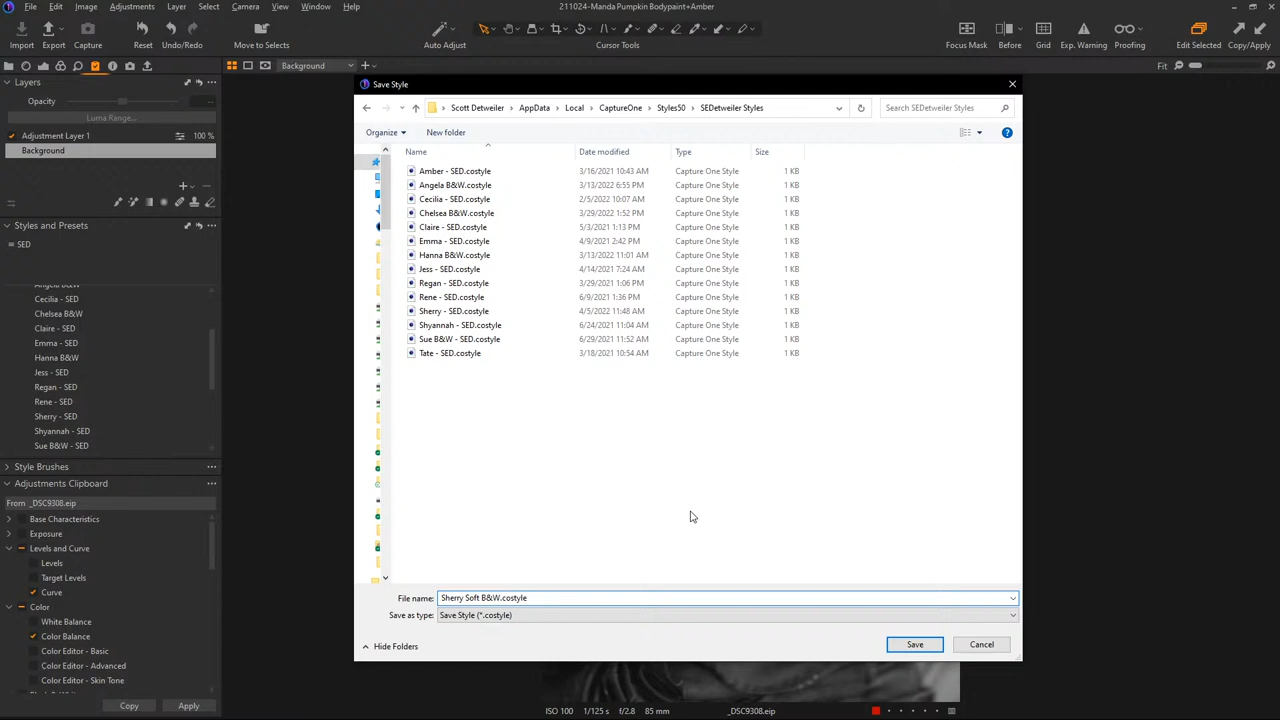 File Edit Image Adjustments Layer Select Camera View Window Help
211024-Manda Pumpkin Bodypaint+Amber
Import Export Capture Reset Undo/Redo Move to Selects Auto Adjust Cursor Tools Focus Mask Before Grid Exp. Warning Proofing Edit Selected Copy/Apply
Background
Fit
Layers
Opacity
Luma Range...
Adjustment Layer 1 100 %
Background
Styles and Presets
SED
Angela B&W
Cecilia - SED
Chelsea B&W
Claire - SED
Emma - SED
Hanna B&W
Jess - SED
Regan - SED
Rene - SED
Sherry - SED
Shyannah - SED
Sue B&W - SED
Style Brushes
Adjustments Clipboard
From _DSC9308.eip
Base Characteristics
Exposure
Levels and Curve
Levels
Target Levels
Curve
Color
White Balance
Color Balance
Color Editor - Basic
Color Editor - Advanced
Color Editor - Skin Tone
Copy Apply
Save Style
Scott Detweiler AppData Local CaptureOne Styles50 SEDetweiler Styles
Search SEDetweiler Styles
Organize New folder
Name Date modified Type Size
Amber - SED.costyle 3/16/2021 10:43 AM Capture One Style 1 KB
Angela B&W.costyle 3/13/2022 6:55 PM Capture One Style 1 KB
Cecilia - SED.costyle 2/5/2022 10:07 AM Capture One Style 1 KB
Chelsea B&W.costyle 3/29/2022 1:52 PM Capture One Style 1 KB
Claire - SED.costyle 5/3/2021 1:13 PM Capture One Style 1 KB
Emma - SED.costyle 4/9/2021 2:42 PM Capture One Style 1 KB
Hanna B&W.costyle 3/13/2022 11:01 AM Capture One Style 1 KB
Jess - SED.costyle 4/14/2021 7:24 AM Capture One Style 1 KB
Regan - SED.costyle 3/29/2021 1:06 PM Capture One Style 1 KB
Rene - SED.costyle 6/9/2021 1:36 PM Capture One Style 1 KB
Sherry - SED.costyle 4/5/2022 11:48 AM Capture One Style 1 KB
Shyannah - SED.costyle 6/24/2021 11:04 AM Capture One Style 1 KB
Sue B&W - SED.costyle 6/29/2021 11:52 AM Capture One Style 1 KB
Tate - SED.costyle 3/18/2021 10:54 AM Capture One Style 1 KB
File name: Sherry Soft B&W.costyle
Save as type: Save Style (*.costyle)
Hide Folders Save Cancel
ISO 100 1/125 s f/2.8 85 mm _DSC9308.eip